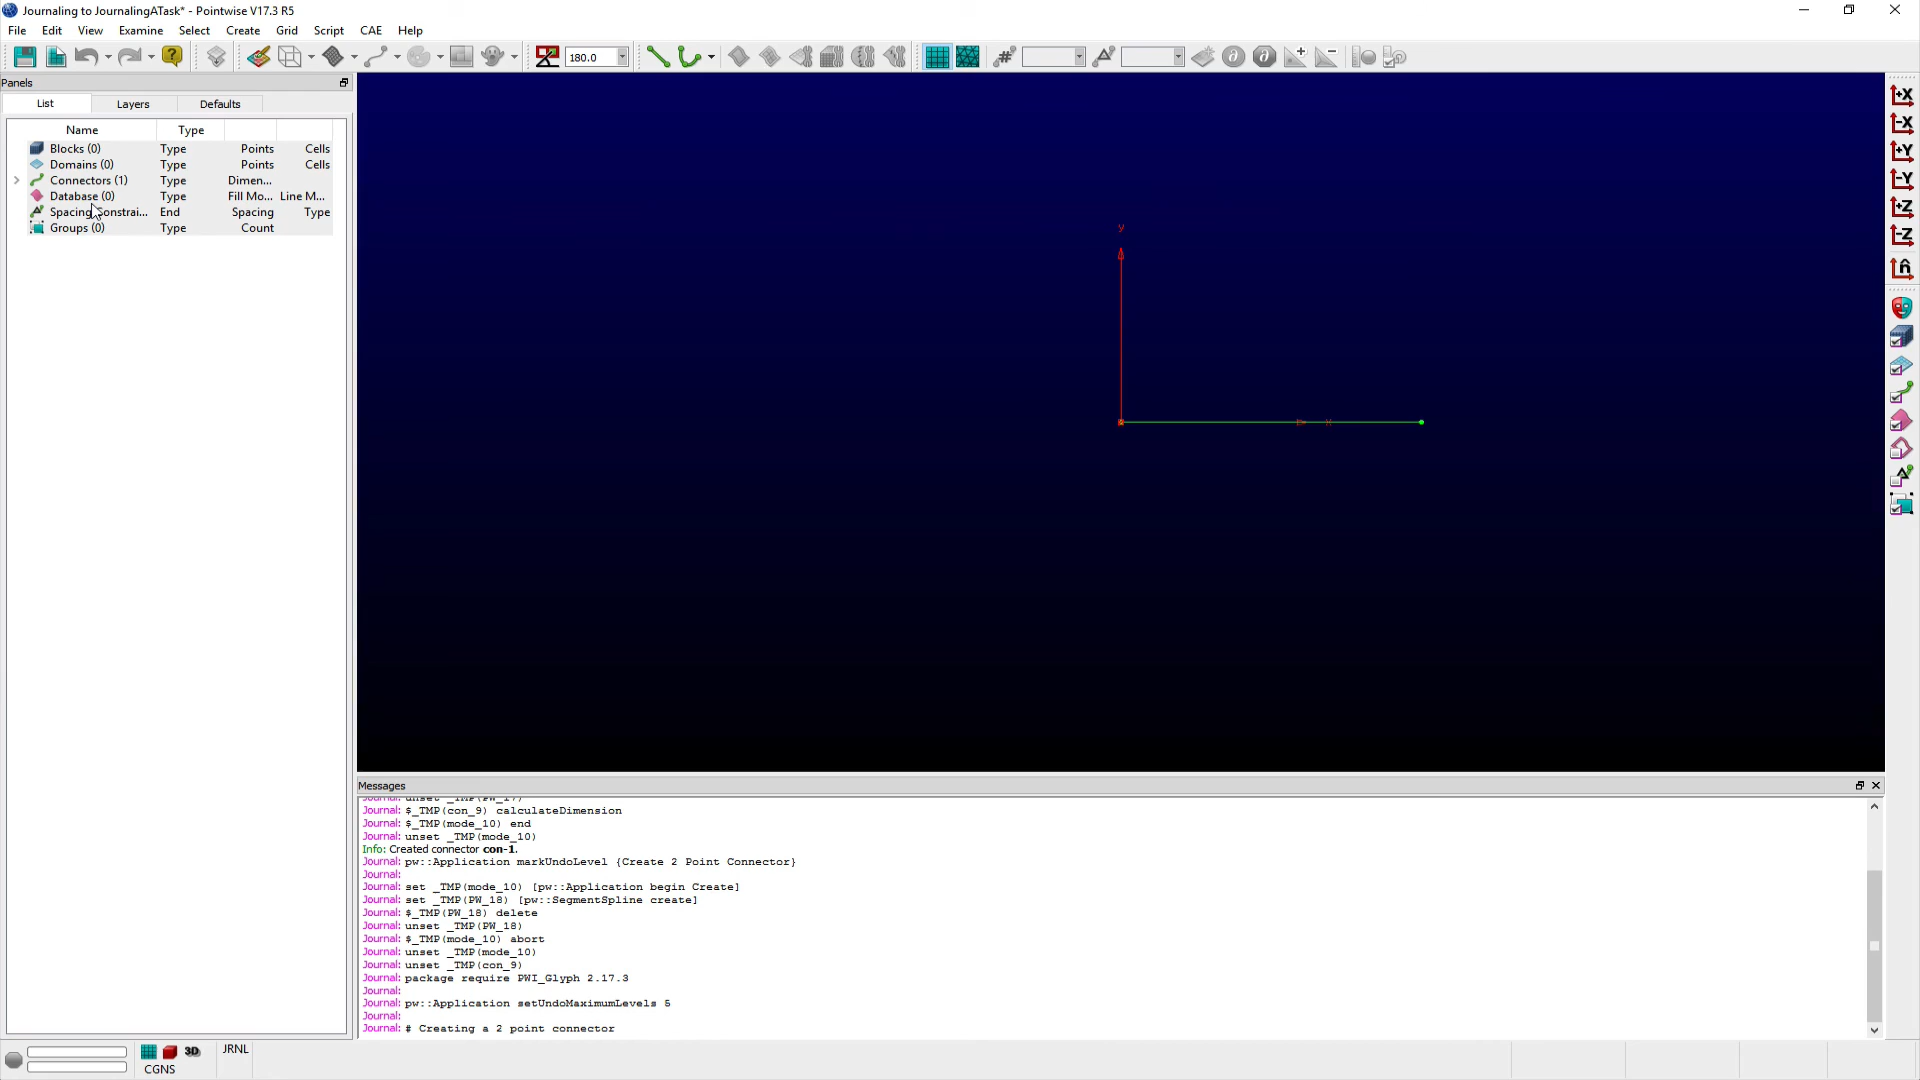 Journaling to JournalingATask* - Pointwise V17.3 R5
File Edit View Examine Select Create Grid Script CAE Help
180.0
Panels
List Layers Defaults
Name Type
Blocks (0) Type Points Cells
Domains (0) Type Points Cells
Connectors (1) Type Dimen...
Database (0) Type Fill Mo... Line M...
Spacing Constrai... End Spacing Type
Groups (0) Type Count
y
x
+X
-X
+Y
-Y
+Z
-Z
n̂
Messages
Journal: unset _TMP(PW_17)
Journal: $_TMP(con_9) calculateDimension
Journal: $_TMP(mode_10) end
Journal: unset _TMP(mode_10)
Info: Created connector con-1.
Journal: pw::Application markUndoLevel {Create 2 Point Connector}
Journal:
Journal: set _TMP(mode_10) [pw::Application begin Create]
Journal: set _TMP(PW_18) [pw::SegmentSpline create]
Journal: $_TMP(PW_18) delete
Journal: unset _TMP(PW_18)
Journal: $_TMP(mode_10) abort
Journal: unset _TMP(mode_10)
Journal: unset _TMP(con_9)
Journal: package require PWI_Glyph 2.17.3
Journal:
Journal: pw::Application setUndoMaximumLevels 5
Journal:
Journal: # Creating a 2 point connector
3D JRNL
CGNS